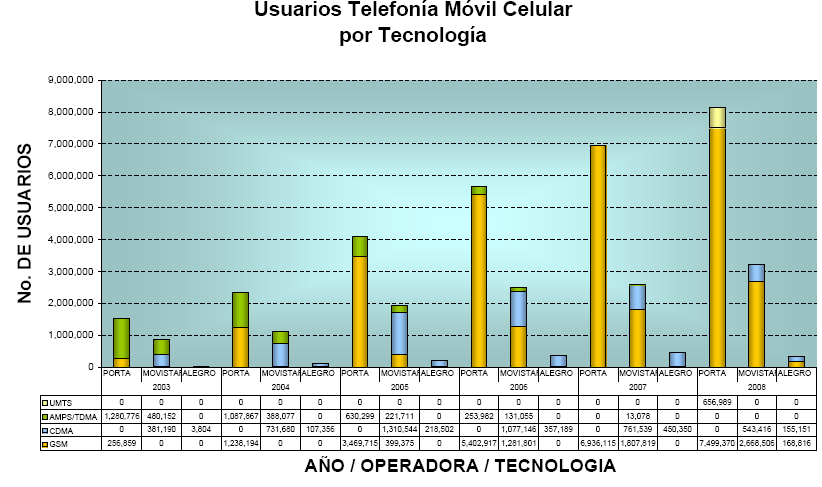 Usuarios Telefonía Móvil Celular
por Tecnología
No. DE USUARIOS
9,000,000
8,000,000
7,000,000
6,000,000
5,000,000
4,000,000
3,000,000
2,000,000
1,000,000
0
PORTA MOVISTAR ALEGRO PORTA MOVISTAR ALEGRO PORTA MOVISTAR ALEGRO PORTA MOVISTAR ALEGRO PORTA MOVISTAR ALEGRO PORTA MOVISTAR ALEGRO
2003 2004 2005 2006 2007 2008
UMTS 0 0 0 0 0 0 0 0 0 0 0 0 0 0 0 656,989 0 0
AMPS/TDMA 1,280,776 480,152 0 1,087,867 388,077 0 630,299 221,711 0 253,982 131,055 0 0 13,078 0 0 0 0
CDMA 0 381,190 3,804 0 731,680 107,356 0 1,310,544 218,502 0 1,077,146 357,189 0 761,539 450,350 0 543,416 155,151
GSM 256,859 0 0 1,238,194 0 0 3,469,715 399,375 0 5,402,917 1,281,801 0 6,936,115 1,807,819 0 7,499,370 2,668,506 168,816
AÑO / OPERADORA / TECNOLOGIA